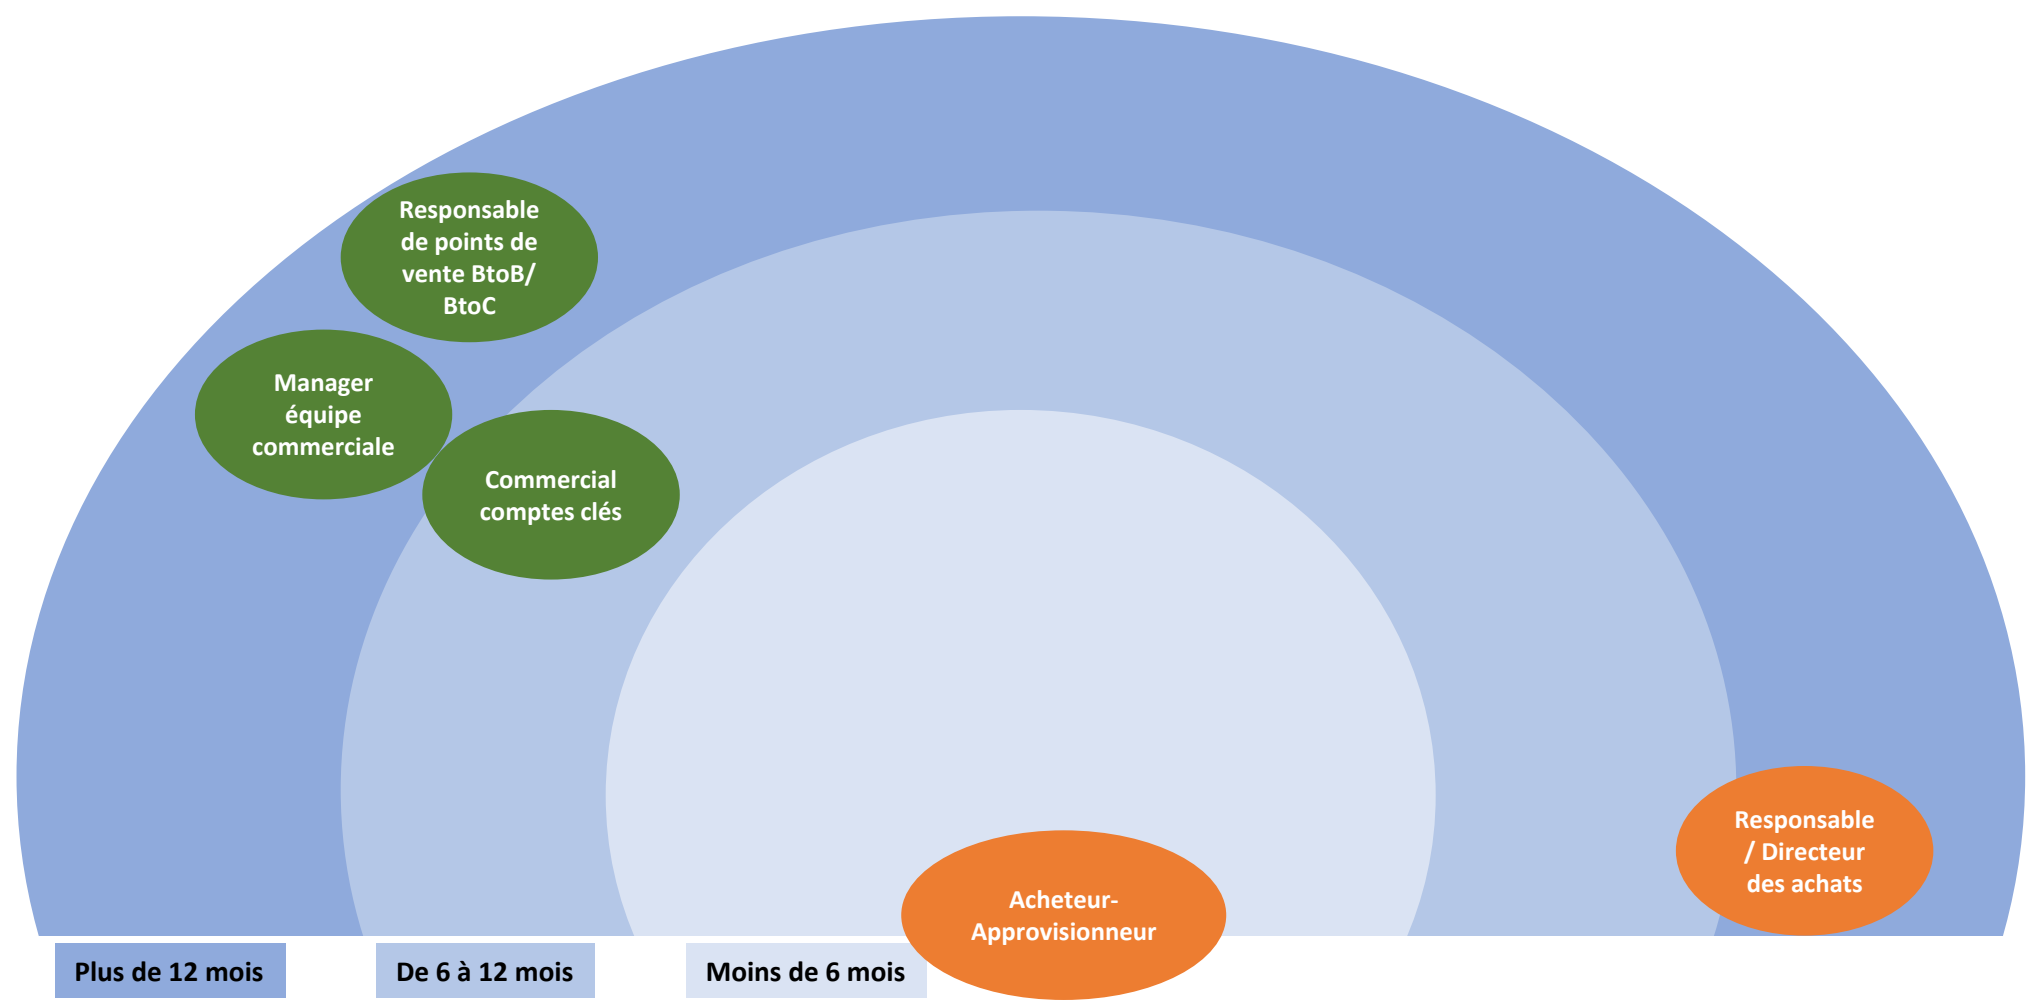 Responsable
de points de
vente BtoB/
BtoC
Manager
équipe
commerciale
Commercial
comptes clés
Responsable
/ Directeur
des achats
Acheteur-
Approvisionneur
Plus de 12 mois
De 6 à 12 mois
Moins de 6 mois